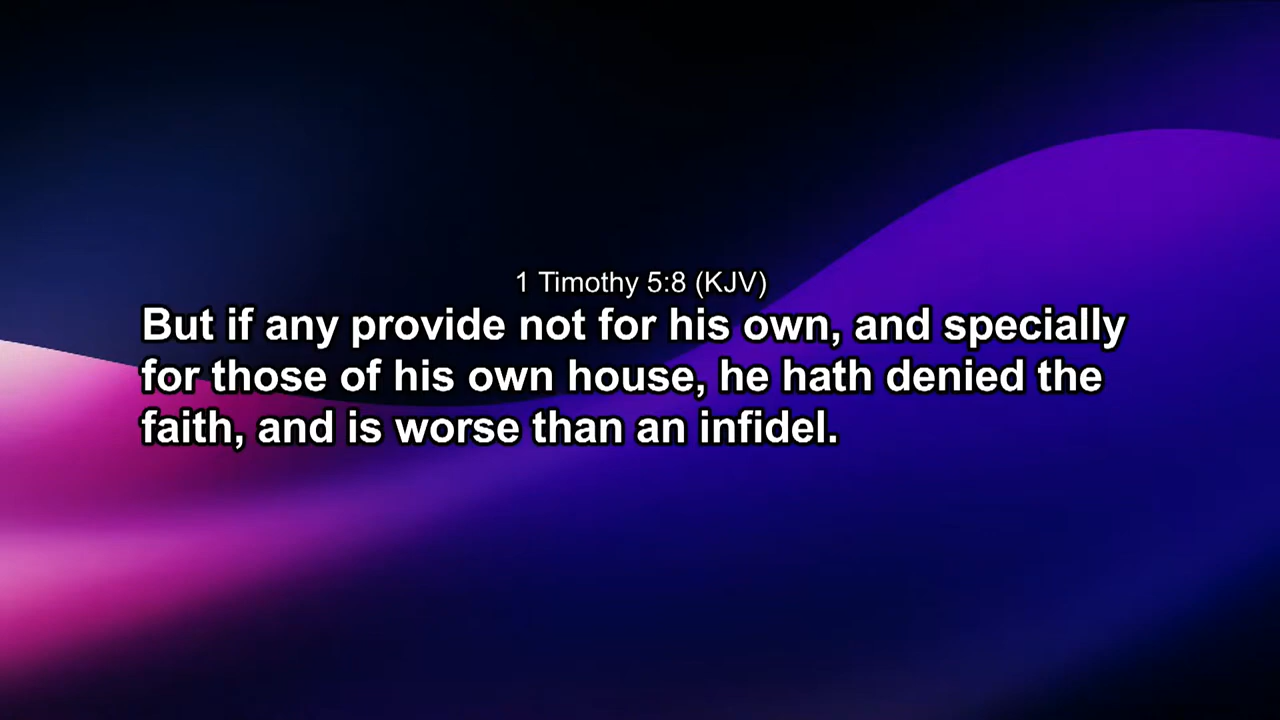 1 Timothy 5:8 (KJV)
But if any provide not for his own, and specially
for those of his own house, he hath denied the
faith, and is worse than an infidel.